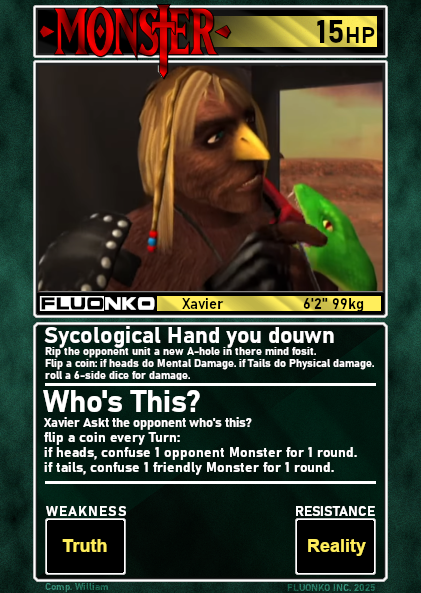 MONSTER
15HP
FLUONKO
Xavier
6'2" 99kg
Sycological Hand you douwn
Rip the opponent unit a new A-hole in there mind fosit.
Flip a coin: if heads do Mental Damage. if Tails do Physical damage.
roll a 6-side dice for damage.
Who's This?
Xavier Askt the opponent who's this?
flip a coin every Turn:
if heads, confuse 1 opponent Monster for 1 round.
if tails, confuse 1 friendly Monster for 1 round.
WEAKNESS
RESISTANCE
Truth
Reality
Comp. William
FLUONKO INC. 2025